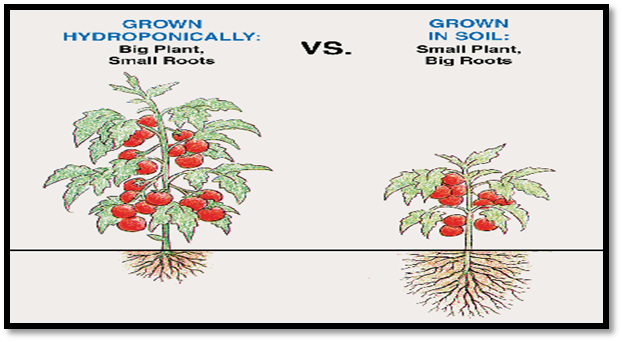 GROWN
HYDROPONICALLY:
Big Plant,
Small Roots
VS.
GROWN
IN SOIL:
Small Plant,
Big Roots